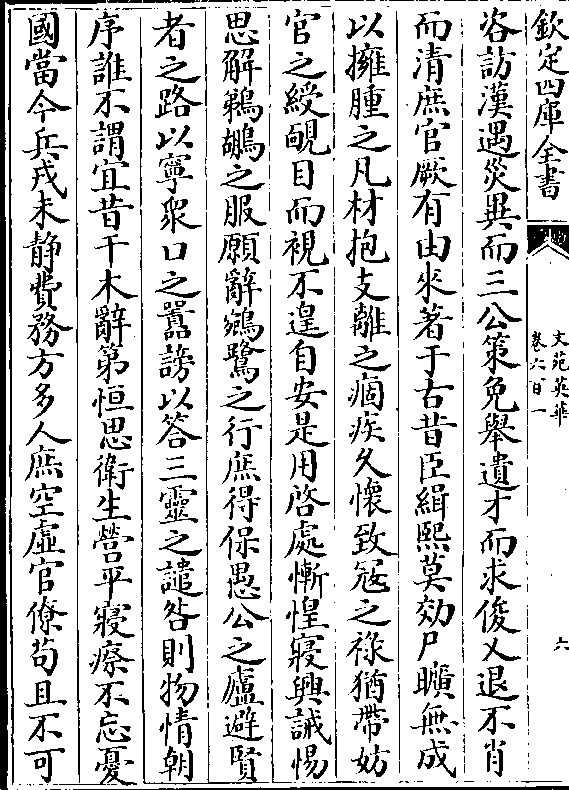 欽定四庫全書
文苑英華
卷六百一
六
咨訪漢遇災異而三公策免舉遺才而求俊乂退不肖
而清庶官厥有由來著于古昔臣緝熙莫効尸曠無成
以擁腫之凡材抱支離之痼疾久懷致寇之祿猶帶妨
官之綬覥目而視不遑自安是用啓處慚惶寢興誡惕
思解鵜鶘之服願辭鵷鷺之行庶得保愚公之廬避賢
者之路以寧衆口之囂謗以答三靈之譴咎則物情朝
序誰不謂宜昔干木辭第恒思衛生營平寢瘵不忘憂
國當今兵戎未静費務方多人庶空虛官僚苟且不可